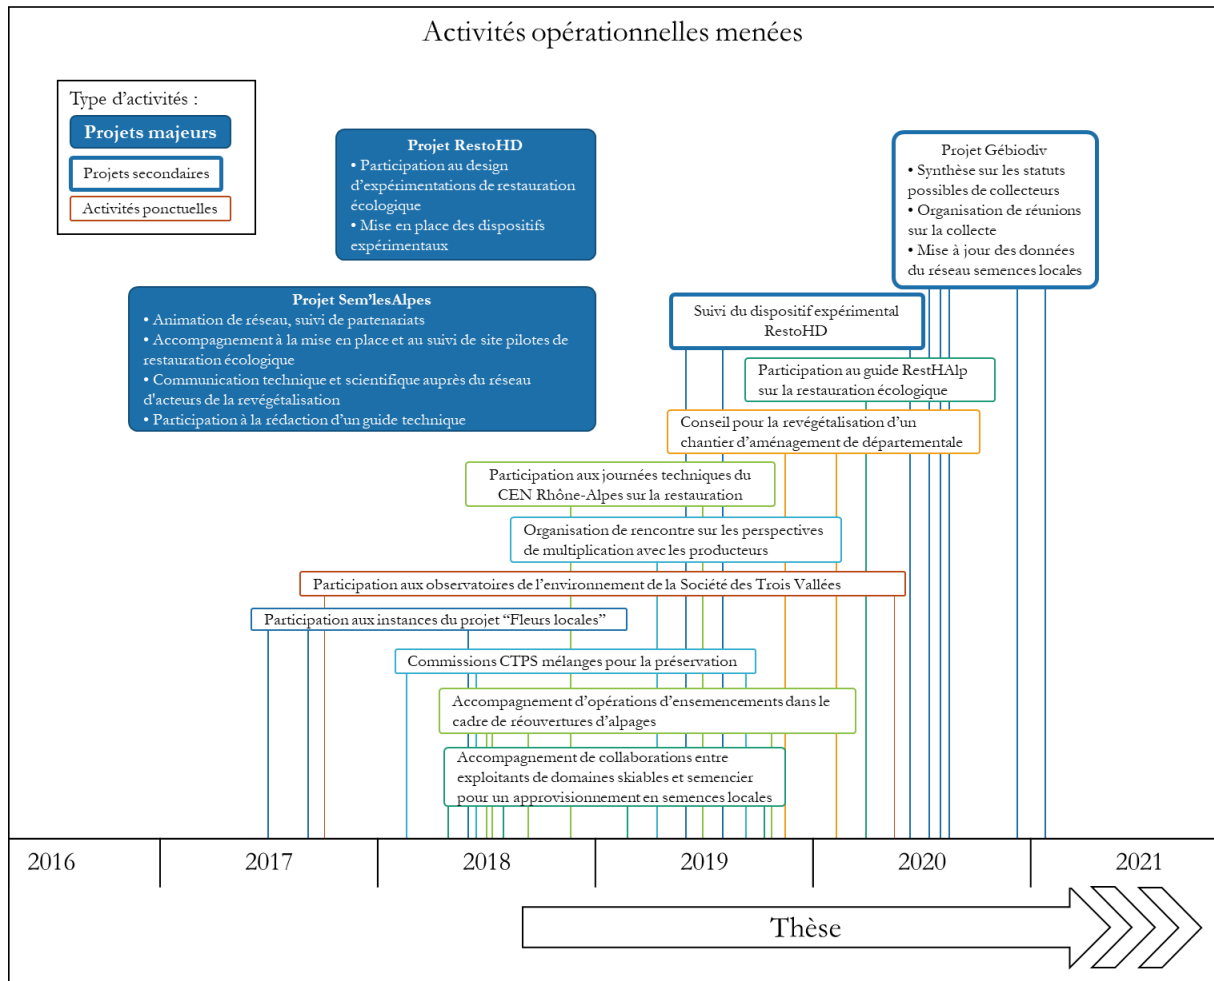 Activités opérationnelles menées
Type d'activités :
Projets majeurs
Projets secondaires
Activités ponctuelles
Projet RestoHD
• Participation au design
d'expérimentations de restauration
écologique
• Mise en place des dispositifs
expérimentaux
Projet Gébiodiv
• Synthèse sur les statuts
possibles de collecteurs
• Organisation de réunions
sur la collecte
• Mise à jour des données
du réseau semences locales
Projet Sem'lesAlpes
• Animation de réseau, suivi de partenariats
• Accompagnement à la mise en place et au suivi de site pilotes de
restauration écologique
• Communication technique et scientifique auprès du réseau
d'acteurs de la revégétalisation
• Participation à la rédaction d'un guide technique
Suivi du dispositif expérimental
RestoHD
Participation au guide RestHAlp
sur la restauration écologique
Conseil pour la revégétalisation d'un
chantier d'aménagement de départementale
Participation aux journées techniques du
CEN Rhône-Alpes sur la restauration
Organisation de rencontre sur les perspectives
de multiplication avec les producteurs
Participation aux observatoires de l'environnement de la Société des Trois Vallées
Participation aux instances du projet “Fleurs locales”
Commissions CTPS mélanges pour la préservation
Accompagnement d'opérations d'ensemencements dans le
cadre de réouvertures d'alpages
Accompagnement de collaborations entre
exploitants de domaines skiables et semencier
pour un approvisionnement en semences locales
2016 2017 2018 2019 2020 2021
Thèse